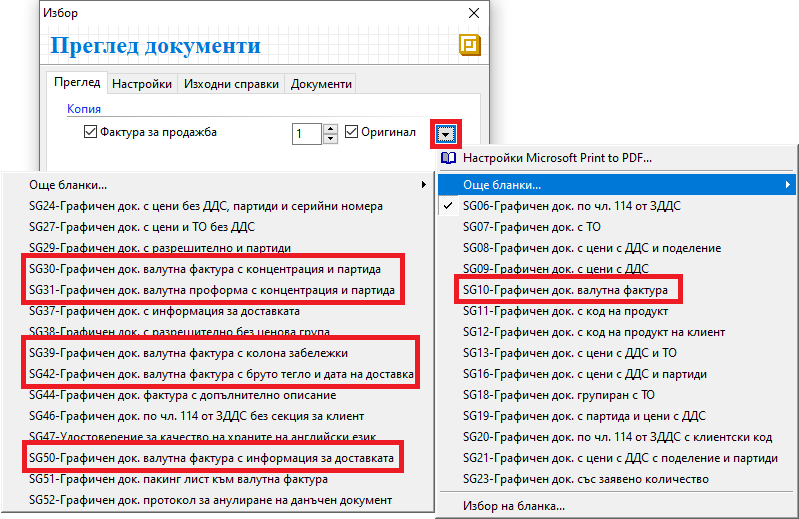 Избор
Преглед документи
Преглед
Настройки
Изходни справки
Документи
Копия
Фактура за продажба
1
Оригинал
Настройки Microsoft Print to PDF...
Още бланки...
SG06-Графичен док. по чл. 114 от ЗДДС
SG07-Графичен док. с ТО
SG08-Графичен док. с цени с ДДС и поделение
SG09-Графичен док. с цени с ДДС
SG10-Графичен док. валутна фактура
SG11-Графичен док. с код на продукт
SG12-Графичен док. с код на продукт на клиент
SG13-Графичен док. с цени с ДДС и ТО
SG16-Графичен док. с цени с ДДС и партиди
SG18-Графичен док. групиран с ТО
SG19-Графичен док. с партида и цени с ДДС
SG20-Графичен док. по чл. 114 от ЗДДС с клиентски код
SG21-Графичен док. с цени с ДДС с поделение и партиди
SG23-Графичен док. със заявено количество
Избор на бланка...
Още бланки...
SG24-Графичен док. с цени без ДДС, партиди и серийни номера
SG27-Графичен док. с цени и ТО без ДДС
SG29-Графичен док. с разрешително и партиди
SG30-Графичен док. валутна фактура с концентрация и партида
SG31-Графичен док. валутна проформа с концентрация и партида
SG37-Графичен док. с информация за доставката
SG38-Графичен док. с разрешително без ценова група
SG39-Графичен док. валутна фактура с колона забележки
SG42-Графичен док. валутна фактура с бруто тегло и дата на доставка
SG44-Графичен док. фактура с допълнително описание
SG46-Графичен док. по чл. 114 от ЗДДС без секция за клиент
SG47-Удостоверение за качество на храните на английски език
SG50-Графичен док. валутна фактура с информация за доставката
SG51-Графичен док. пакинг лист към валутна фактура
SG52-Графичен док. протокол за анулиране на данъчен документ